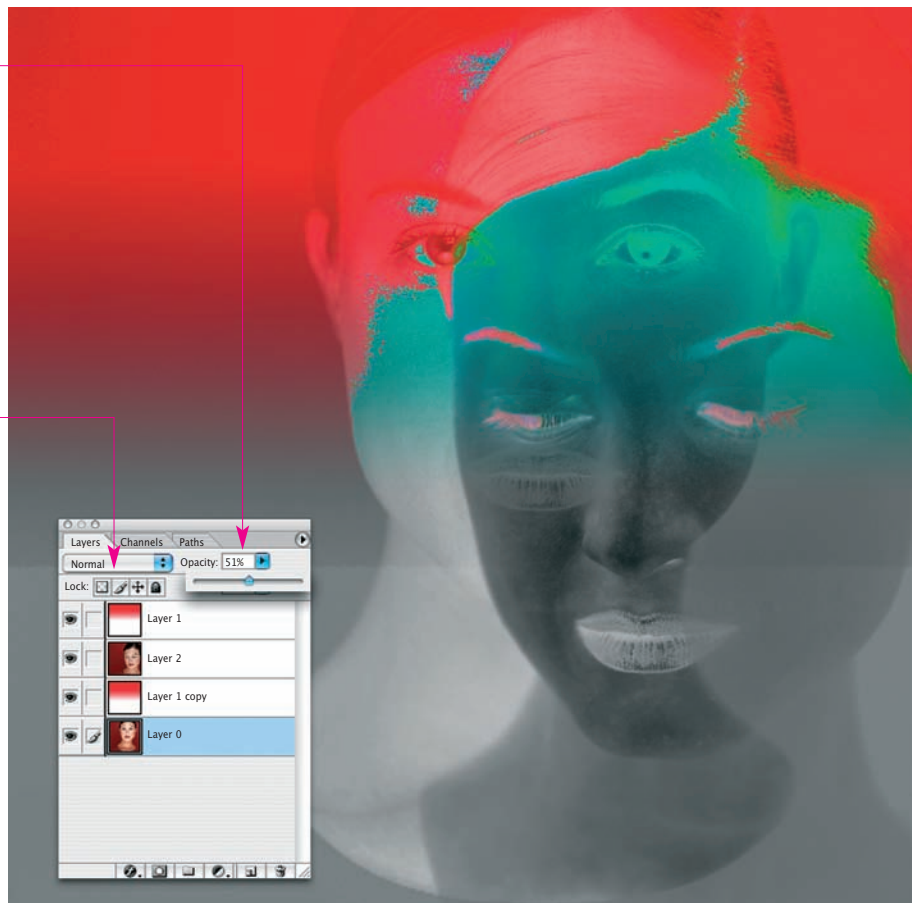 Layers Channels Paths
Normal Opacity: 51%
Lock:
Layer 1
Layer 2
Layer 1 copy
Layer 0